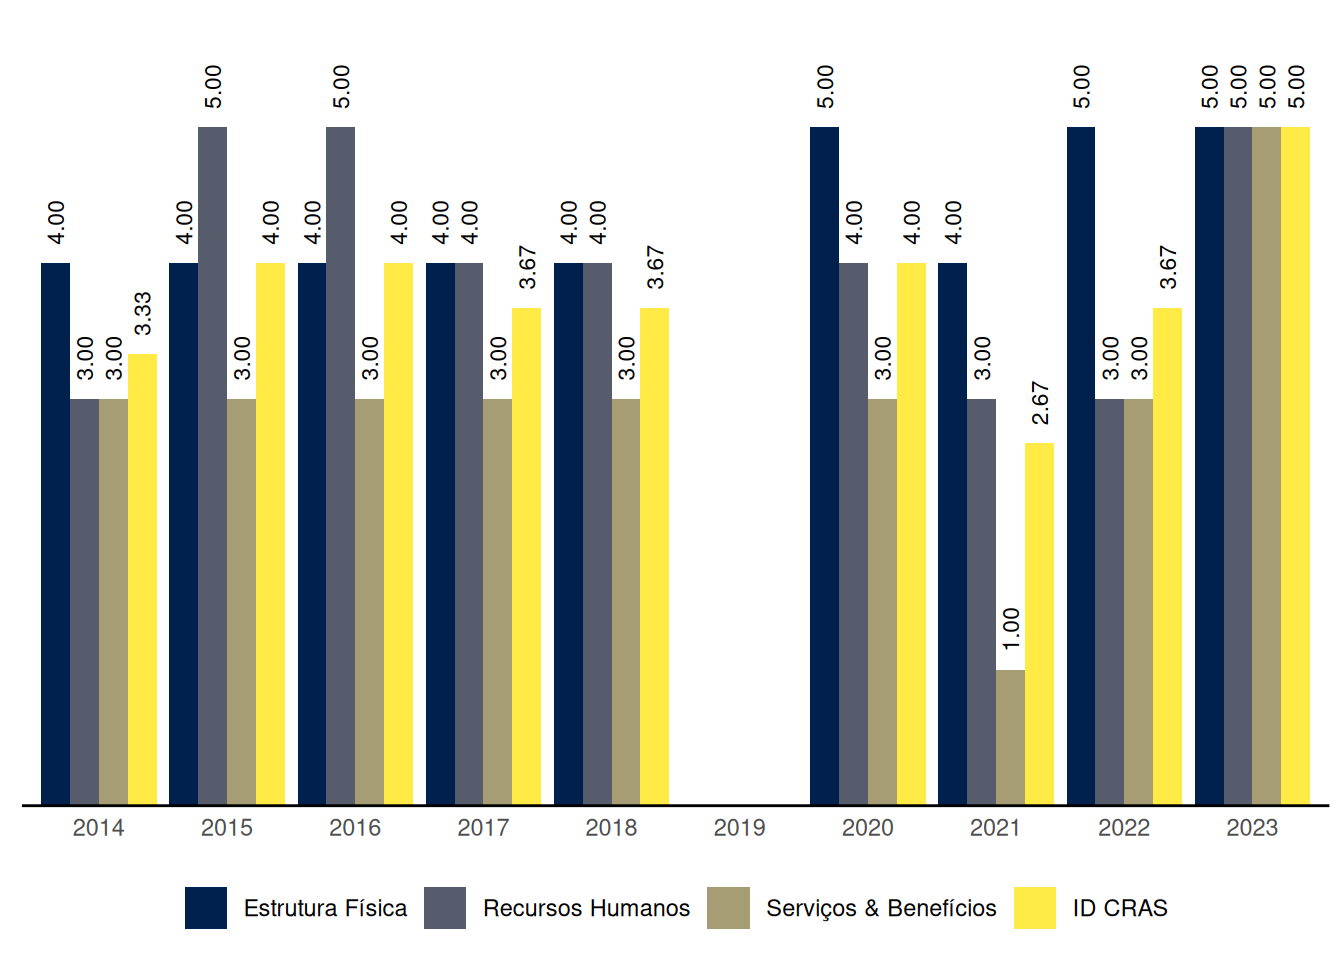 4.00 3.00 3.00 3.33
4.00 5.00 3.00 4.00
4.00 5.00 3.00 4.00
4.00 4.00 3.00 3.67
4.00 4.00 3.00 3.67
5.00 4.00 3.00 4.00
4.00 3.00 1.00 2.67
5.00 3.00 3.00 3.67
5.00 5.00 5.00 5.00
2014 2015 2016 2017 2018 2019 2020 2021 2022 2023
Estrutura Física Recursos Humanos Serviços & Benefícios ID CRAS